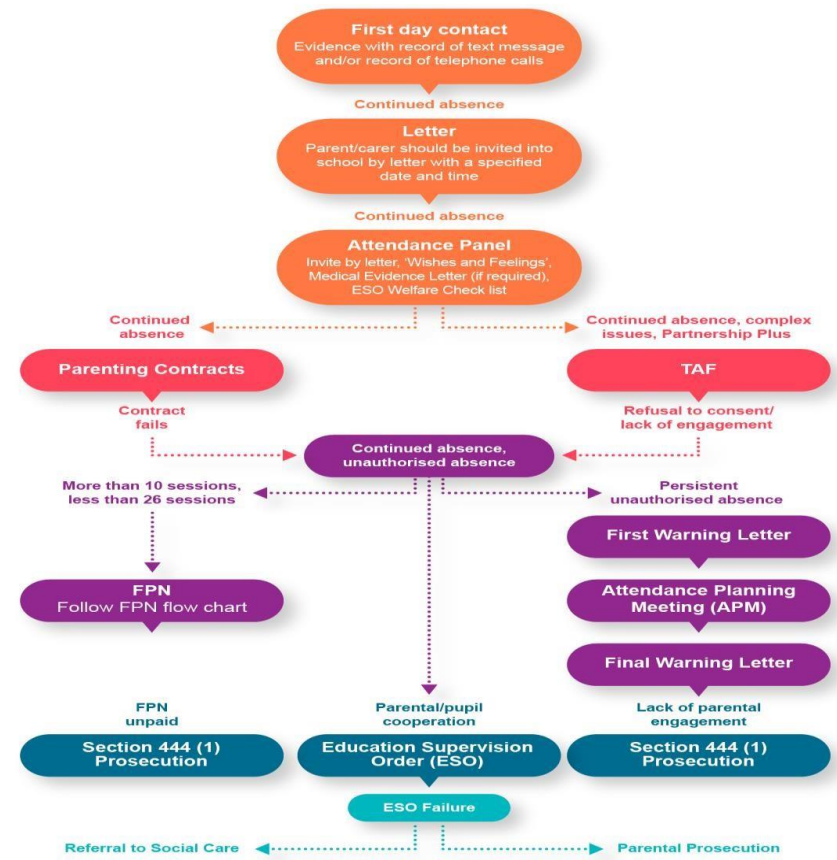 First day contact
Evidence with record of text message
and/or record of telephone calls
Continued absence
Letter
Parent/carer should be invited into
school by letter with a specified
date and time
Continued absence
Attendance Panel
Invite by letter, ‘Wishes and Feelings’,
Medical Evidence Letter (if required),
ESO Welfare Check list
Continued
absence
Continued absence, complex
issues, Partnership Plus
Parenting Contracts
TAF
Contract
fails
Refusal to consent/
lack of engagement
Continued absence,
unauthorised absence
More than 10 sessions,
less than 26 sessions
Persistent
unauthorised absence
First Warning Letter
FPN
Follow FPN flow chart
Attendance Planning
Meeting (APM)
Final Warning Letter
FPN
unpaid
Parental/pupil
cooperation
Lack of parental
engagement
Section 444 (1)
Prosecution
Education Supervision
Order (ESO)
Section 444 (1)
Prosecution
ESO Failure
Referral to Social Care
Parental Prosecution